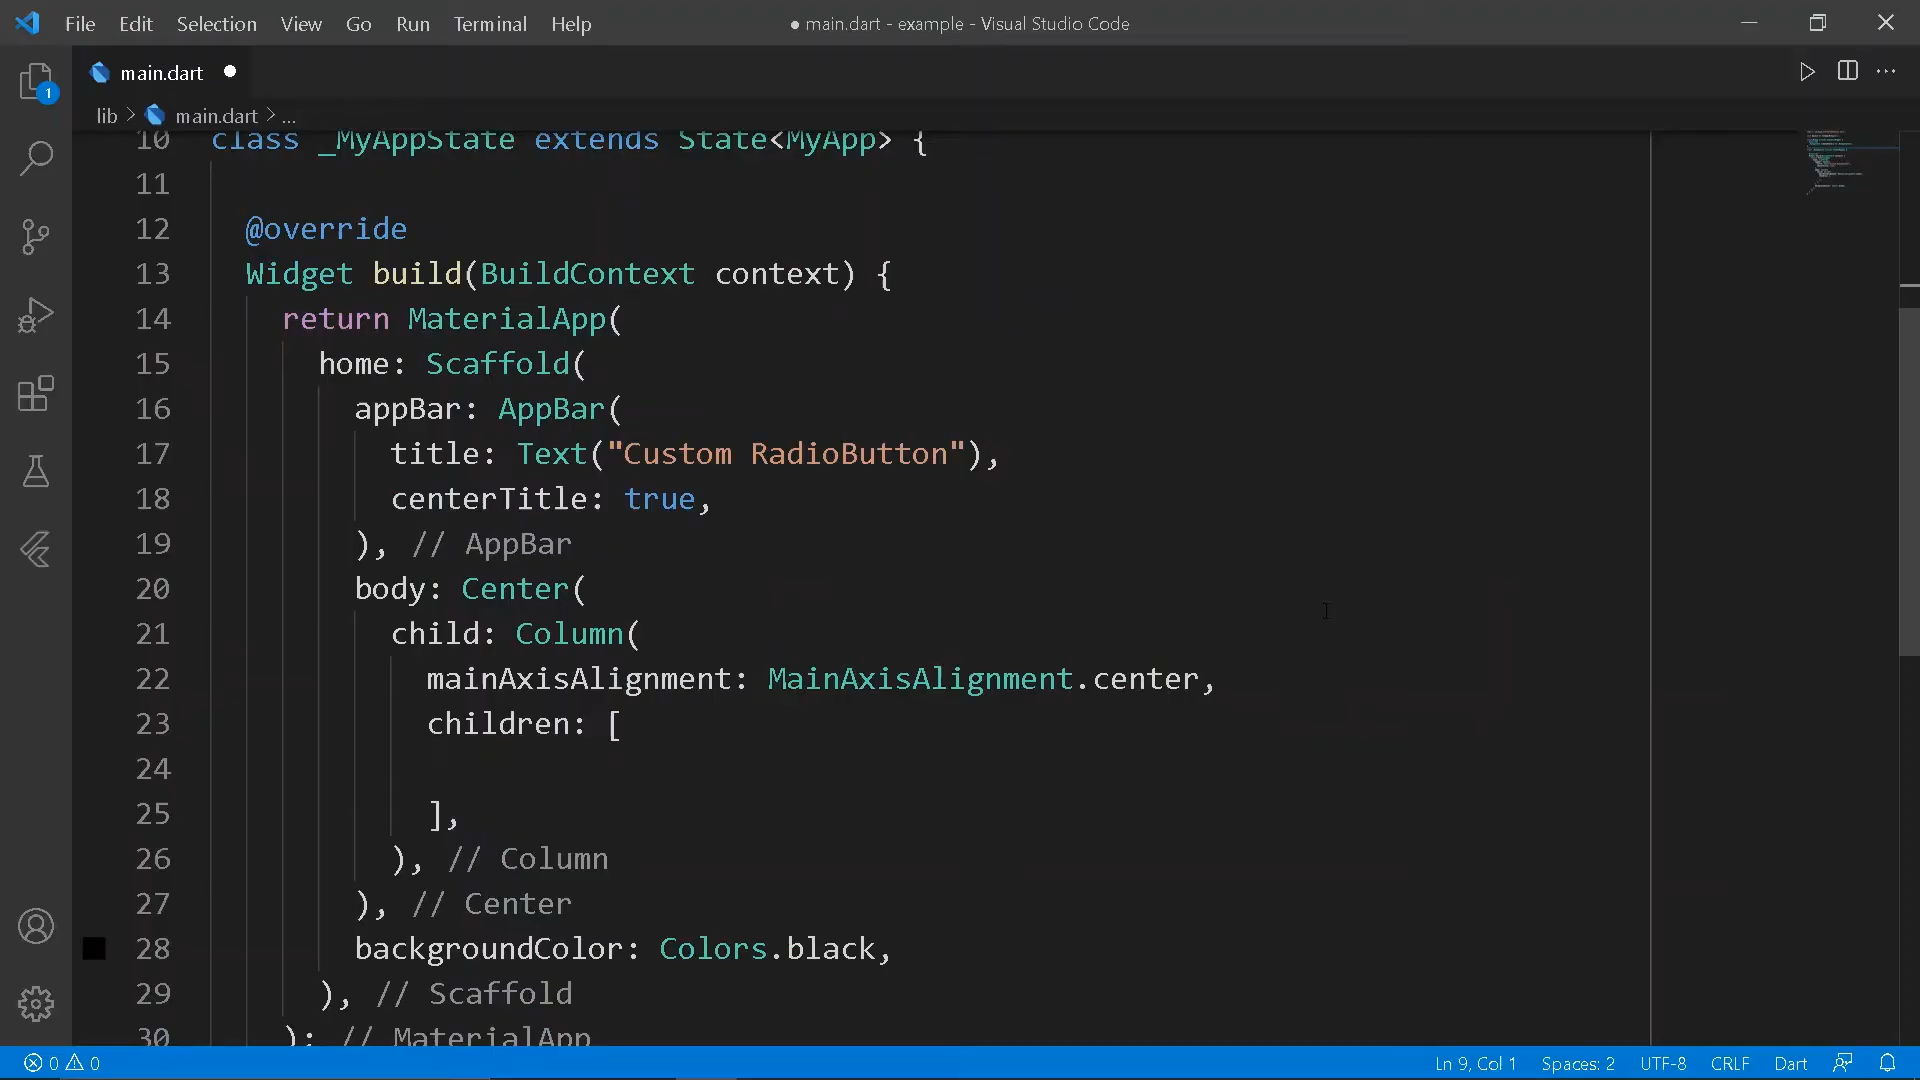 File Edit Selection View Go Run Terminal Help ● main.dart - example - Visual Studio Code
main.dart
1
lib > main.dart > ...
10 class _MyAppState extends State<MyApp> {
11
12 @override
13 Widget build(BuildContext context) {
14 return MaterialApp(
15 home: Scaffold(
16 appBar: AppBar(
17 title: Text("Custom RadioButton"),
18 centerTitle: true,
19 ), // AppBar
20 body: Center(
21 child: Column(
22 mainAxisAlignment: MainAxisAlignment.center,
23 children: [
24
25 ],
26 ), // Column
27 ), // Center
28 backgroundColor: Colors.black,
29 ), // Scaffold
30 ); // MaterialApp
0 0 Ln 9, Col 1 Spaces: 2 UTF-8 CRLF Dart